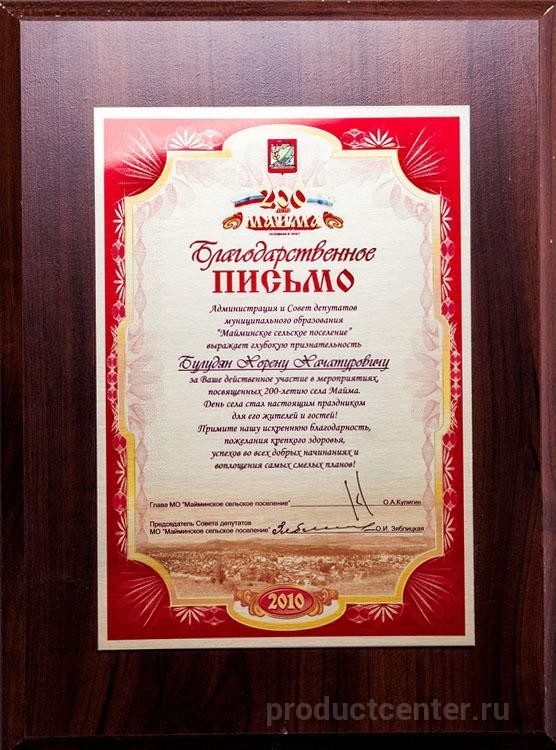 200
лет
МАЙМА
Благодарственное
ПИСЬМО
Администрация и Совет депутатов
муниципального образования
"Майминское сельское поселение"
выражает глубокую признательность
Булудян Хорену Хачатуровичу
за Ваше действенное участие в мероприятиях,
посвященных 200-летию села Майма.
День села стал настоящим праздником
для его жителей и гостей!
Примите нашу искреннюю благодарность,
пожелания крепкого здоровья,
успехов во всех добрых начинаниях и
воплощения самых смелых планов!
Глава МО "Майминское сельское поселение" О.А.Кулигин
Председатель Совета депутатов
МО "Майминское сельское поселение" О.И. Зяблицкая
2010
productcenter.ru